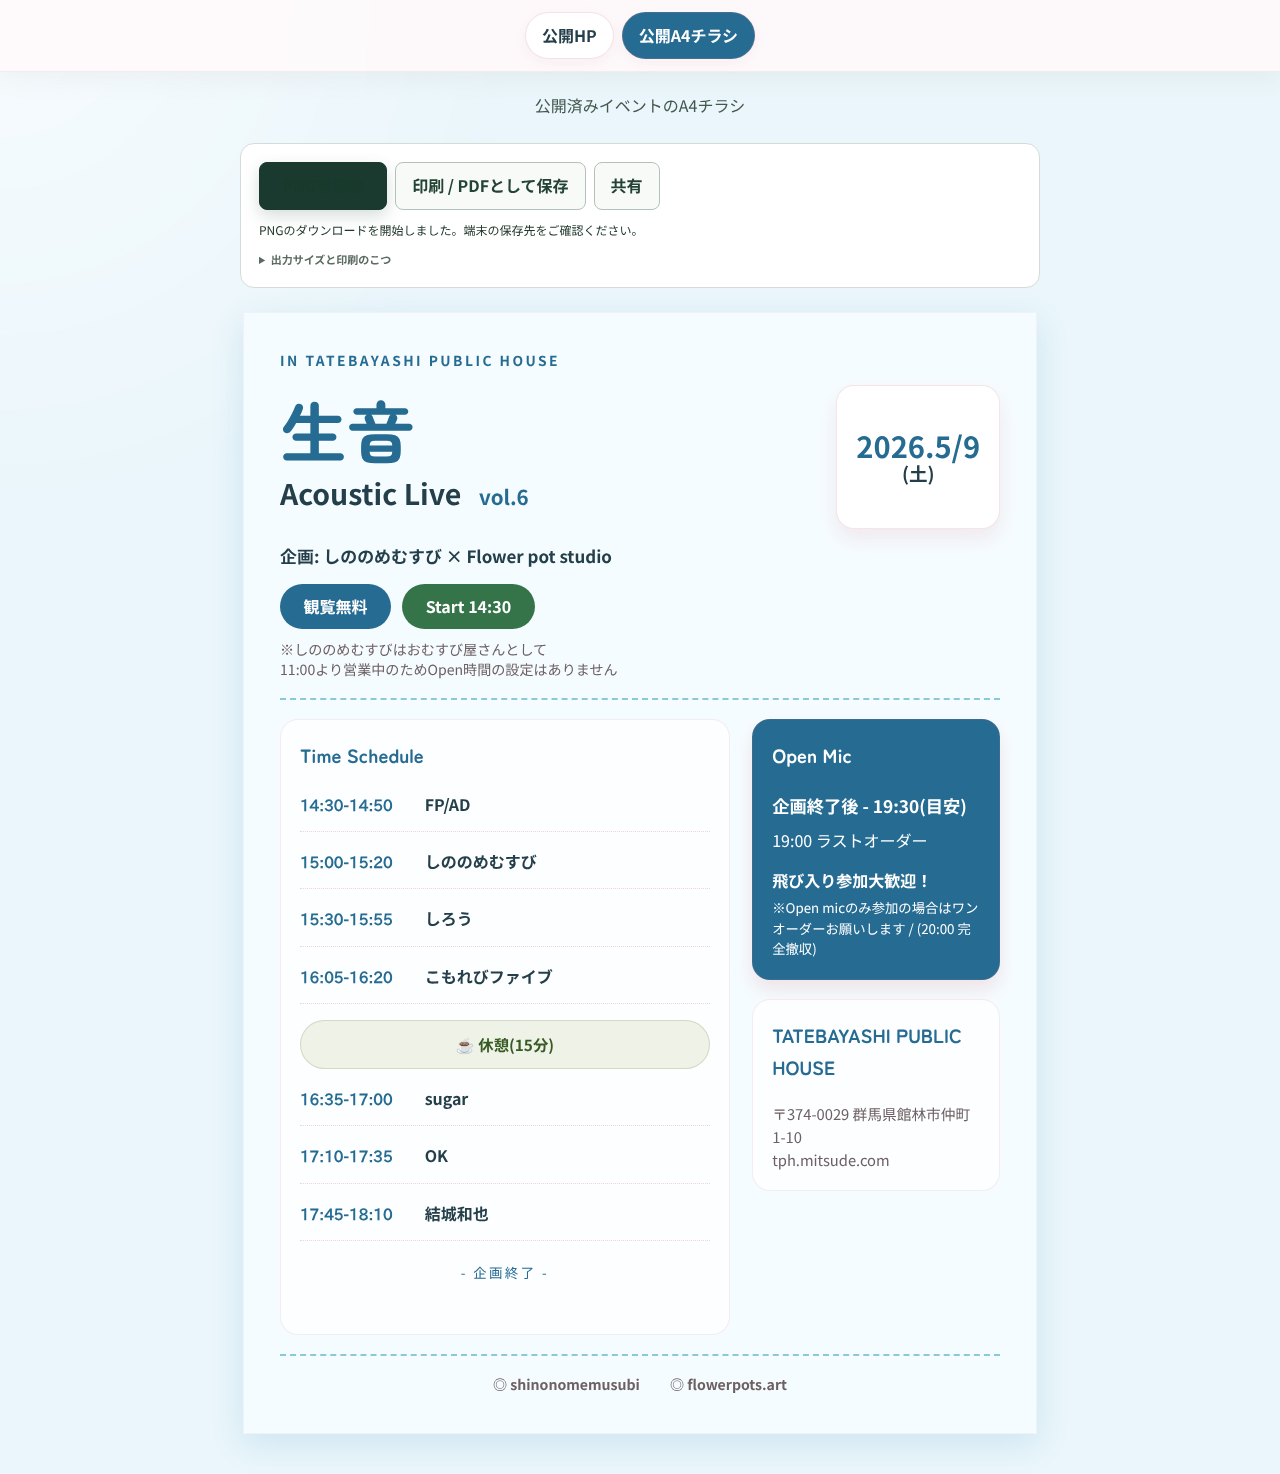 公開HP
公開A4チラシ
公開済みイベントのA4チラシ
印刷 / PDFとして保存
共有
PNGのダウンロードを開始しました。端末の保存先をご確認ください。
▶ 出力サイズと印刷のこつ
IN TATEBAYASHI PUBLIC HOUSE
生音
Acoustic Live vol.6
2026.5/9
(土)
企画: しののめむすび × Flower pot studio
観覧無料
Start 14:30
※しののめむすびはおむすび屋さんとして
11:00より営業中のためOpen時間の設定はありません
Time Schedule
14:30-14:50 FP/AD
15:00-15:20 しののめむすび
15:30-15:55 しろう
16:05-16:20 こもれびファイブ
☕ 休憩(15分)
16:35-17:00 sugar
17:10-17:35 OK
17:45-18:10 結城和也
- 企画終了 -
Open Mic
企画終了後 - 19:30(目安)
19:00 ラストオーダー
飛び入り参加大歓迎！
※Open micのみ参加の場合はワン
オーダーお願いします / (20:00 完
全撤収)
TATEBAYASHI PUBLIC
HOUSE
〒374-0029 群馬県館林市仲町
1-10
tph.mitsude.com
◎ shinonomemusubi
◎ flowerpots.art